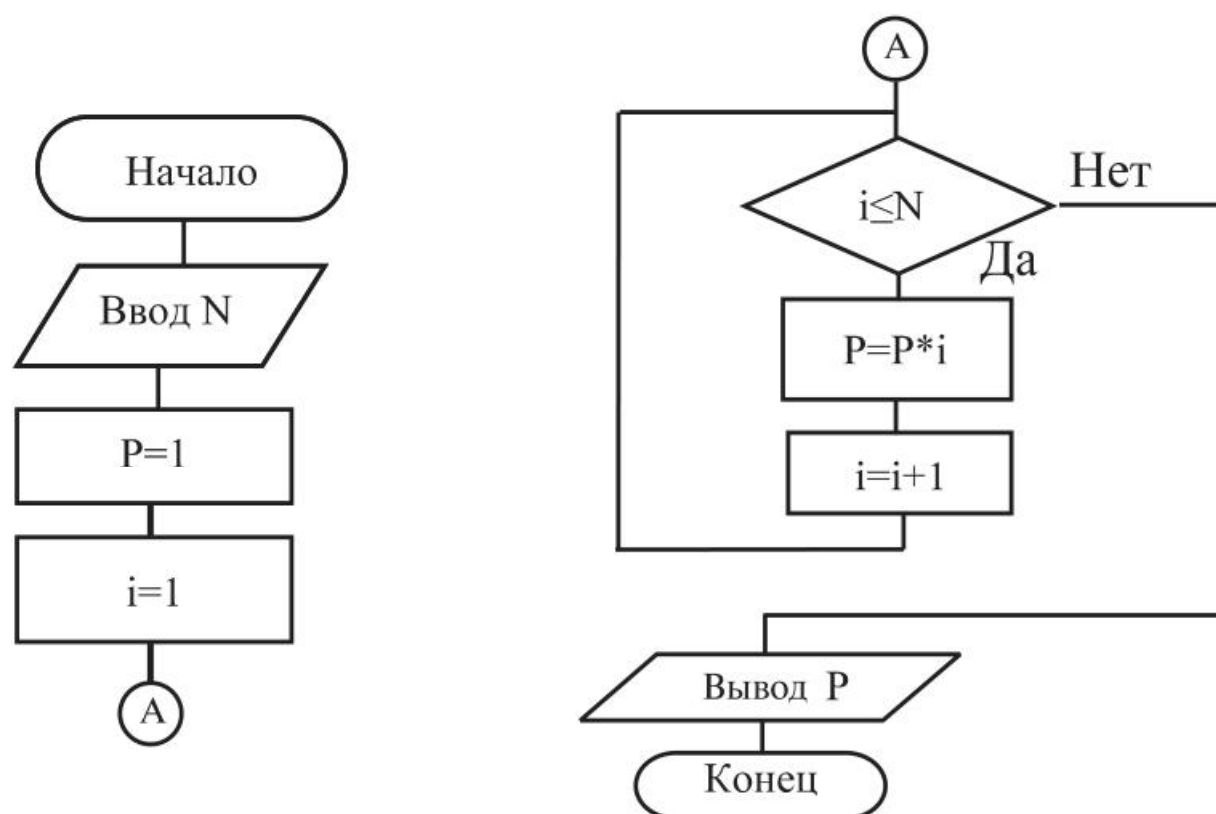 Начало
Ввод N
P=1
i=1
A
A
i≤N
Нет
Да
P=P*i
i=i+1
Вывод P
Конец